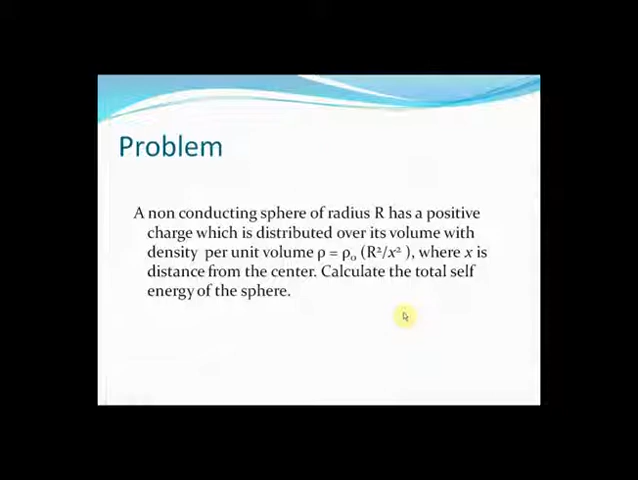 Problem
A non conducting sphere of radius R has a positive
charge which is distributed over its volume with
density per unit volume ρ = ρ₀ (R²/x² ), where x is
distance from the center. Calculate the total self
energy of the sphere.